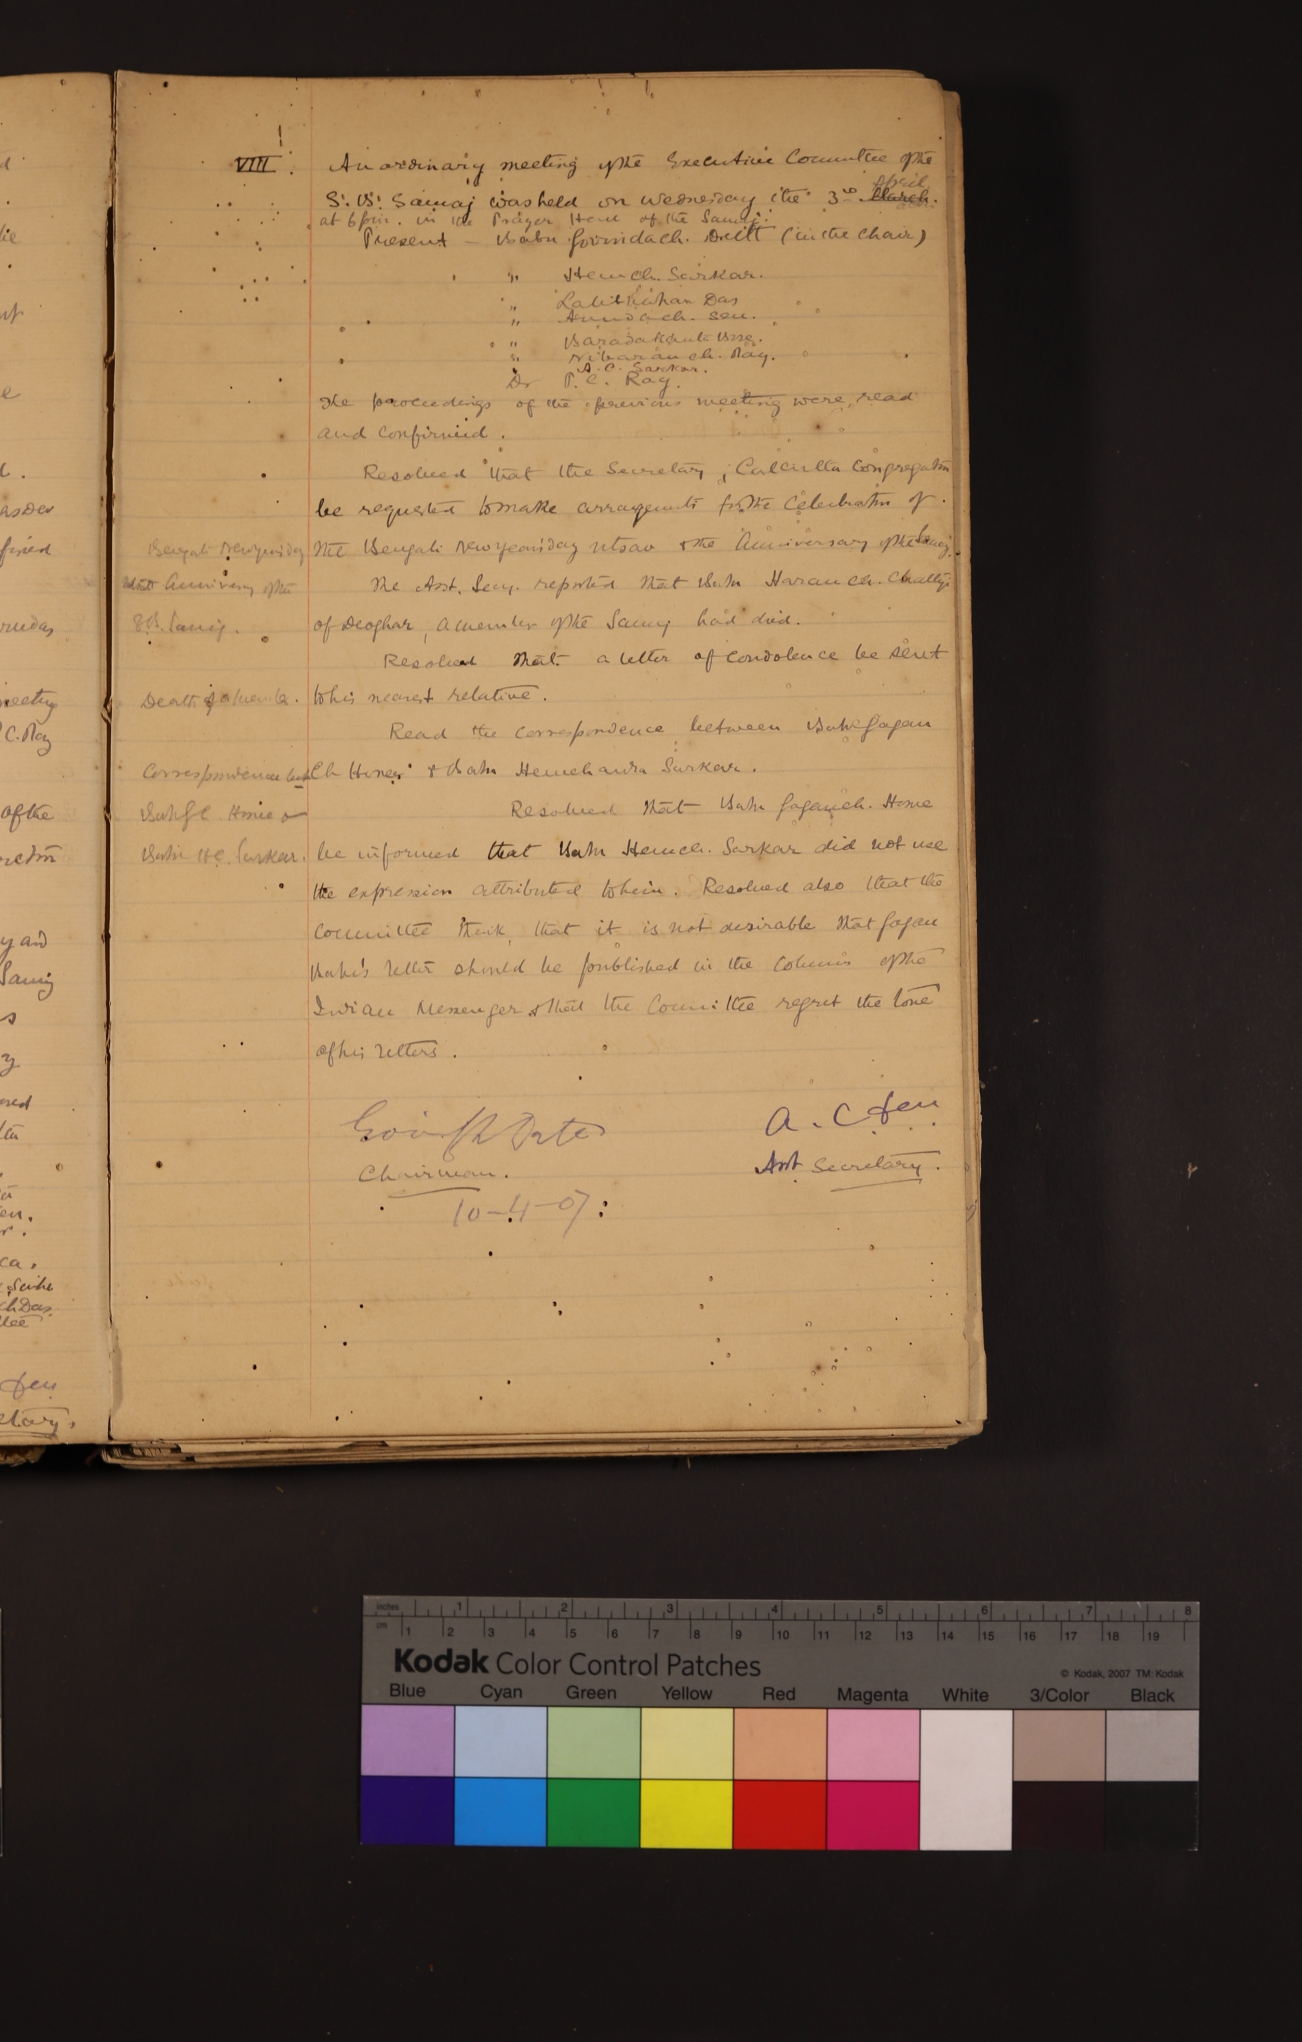 VIII. An ordinary meeting of the Executive Committee of the
S. B. Samaj was held on Wednesday the 3rd March. April
at 6 p.m. in the Prayer Hall of the Samaj.
Present — Babu Govindach. Dutt (in the Chair)
" Hemch. Sarkar.
" Lalit Mohan Das
" Annadach. Sen.
" Baradakanta Bose.
" Nibaranch. Ray.
" A. C. Sarkar.
Dr P. C. Ray.
The proceedings of the previous meeting were read
and confirmed.
Resolved that the Secretary, Calcutta Congregation
be requested to make arrangements for the Celebration of
Bengali New year's day
the Bengali New year's day utsav & the Anniversary of the Samaj.
Anniversary of the
The Asst. Secy. reported that Babu Haran Ch. Chatterji
S.B. Samaj.
of Deoghar, a member of the Samaj had died.
Resolved that a letter of condolence be sent
Death of a member.
to his nearest relative.
Read the correspondence between Babu Gagan
Correspondence
Ch Home & Babu Hemchandra Sarkar.
Babu G C Home &
Resolved that Babu Gaganch. Home
Babu H C. Sarkar.
be informed that Babu Hemch. Sarkar did not use
the expression attributed to him. Resolved also that the
Committee think, that it is not desirable that Gagan
Babu's letter should be published in the Columns of the
Indian Messenger & that the Committee regret the tone
of his letters.
A. C Sen
Chairman.
Asst Secretary.
10-4-07
inches 1 2 3 4 5 6 7 8
cm 1 2 3 4 5 6 7 8 9 10 11 12 13 14 15 16 17 18 19
Kodak Color Control Patches
© Kodak, 2007 TM: Kodak
Blue Cyan Green Yellow Red Magenta White 3/Color Black